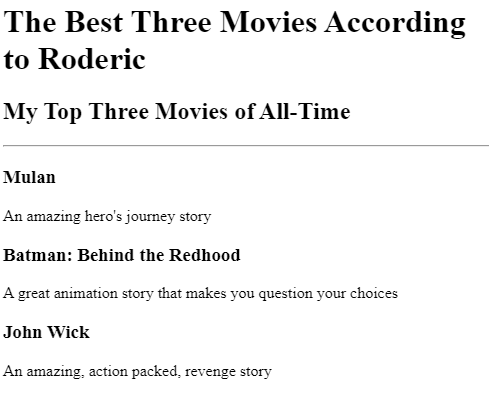 The Best Three Movies According
to Roderic
My Top Three Movies of All-Time
Mulan
An amazing hero's journey story
Batman: Behind the Redhood
A great animation story that makes you question your choices
John Wick
An amazing, action packed, revenge story